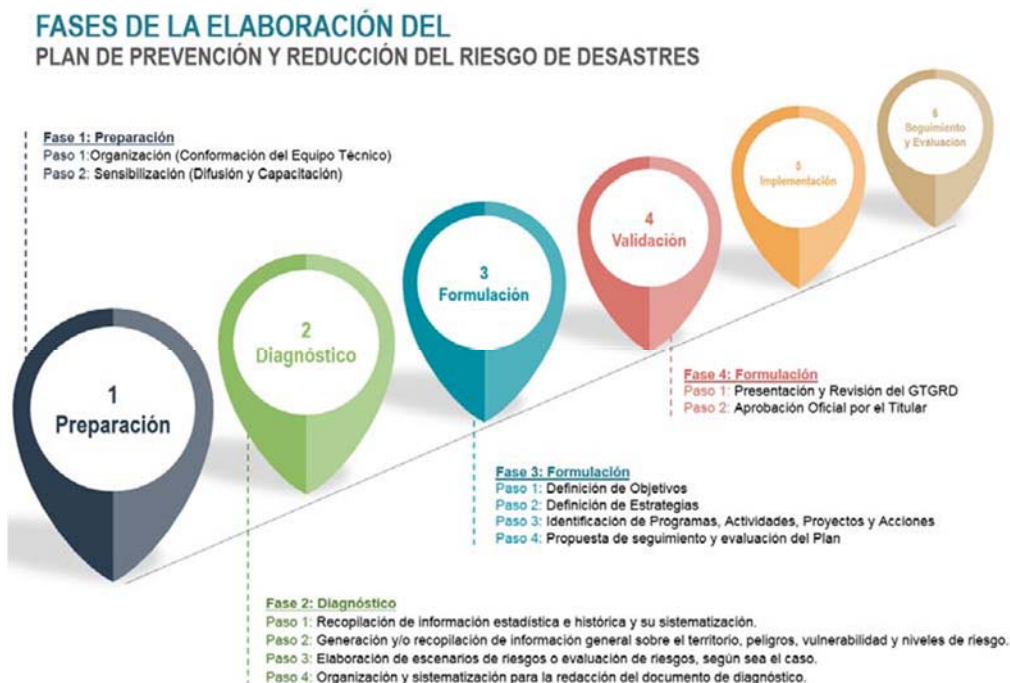 FASES DE LA ELABORACIÓN DEL
PLAN DE PREVENCIÓN Y REDUCCIÓN DEL RIESGO DE DESASTRES
Fase 1: Preparación
Paso 1:Organización (Conformación del Equipo Técnico)
Paso 2: Sensibilización (Difusión y Capacitación)
1
Preparación
2
Diagnóstico
3
Formulación
4
Validación
5
Implementación
6
Seguimiento
y Evaluación
Fase 4: Formulación
Paso 1: Presentación y Revisión del GTGRD
Paso 2: Aprobación Oficial por el Titular
Fase 3: Formulación
Paso 1: Definición de Objetivos
Paso 2: Definición de Estrategias
Paso 3: Identificación de Programas, Actividades, Proyectos y Acciones
Paso 4: Propuesta de seguimiento y evaluación del Plan
Fase 2: Diagnóstico
Paso 1: Recopilación de información estadística e histórica y su sistematización.
Paso 2: Generación y/o recopilación de información general sobre el territorio, peligros, vulnerabilidad y niveles de riesgo.
Paso 3: Elaboración de escenarios de riesgos o evaluación de riesgos, según sea el caso.
Paso 4: Organización y sistematización para la redacción del documento de diagnóstico.